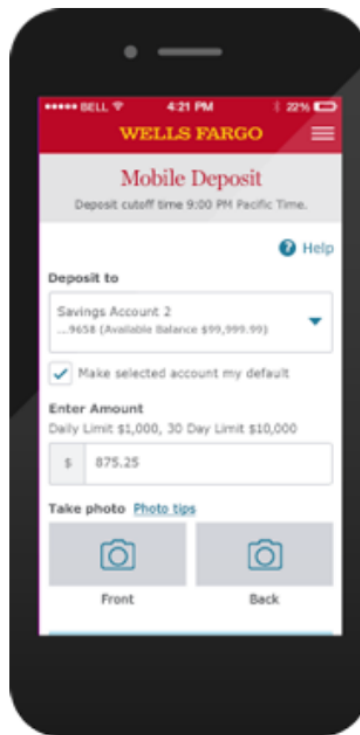 BELL 4:21 PM 22%
WELLS FARGO
Mobile Deposit
Deposit cutoff time 9:00 PM Pacific Time.
? Help
Deposit to
Savings Account 2
...9658 (Available Balance $99,999.99)
Make selected account my default
Enter Amount
Daily Limit $1,000, 30 Day Limit $10,000
$ 875.25
Take photo Photo tips
Front Back